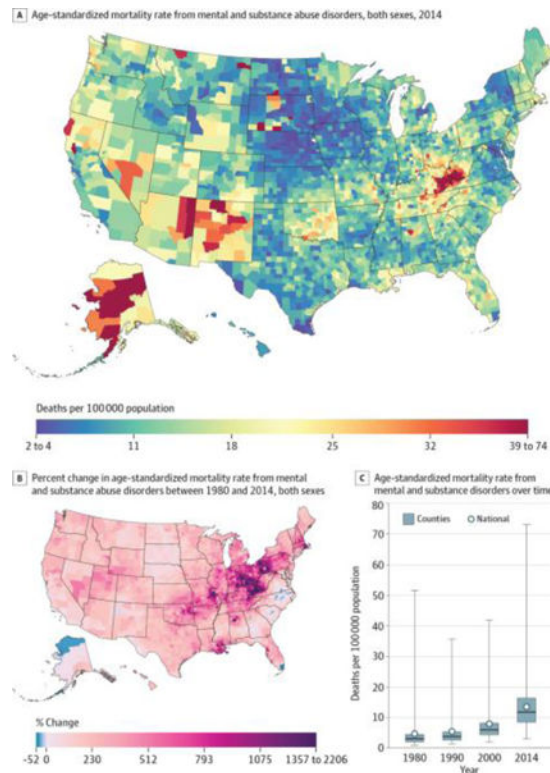 A Age-standardized mortality rate from mental and substance abuse disorders, both sexes, 2014
Deaths per 100 000 population
2 to 4 11 18 25 32 39 to 74
B Percent change in age-standardized mortality rate from mental
and substance abuse disorders between 1980 and 2014, both sexes
% Change
-52 0 230 512 793 1075 1357 to 2206
C Age-standardized mortality rate from
mental and substance disorders over time
Counties National
Deaths per 100 000 population
80
70
60
50
40
30
20
10
0
1980 1990 2000 2014
Year